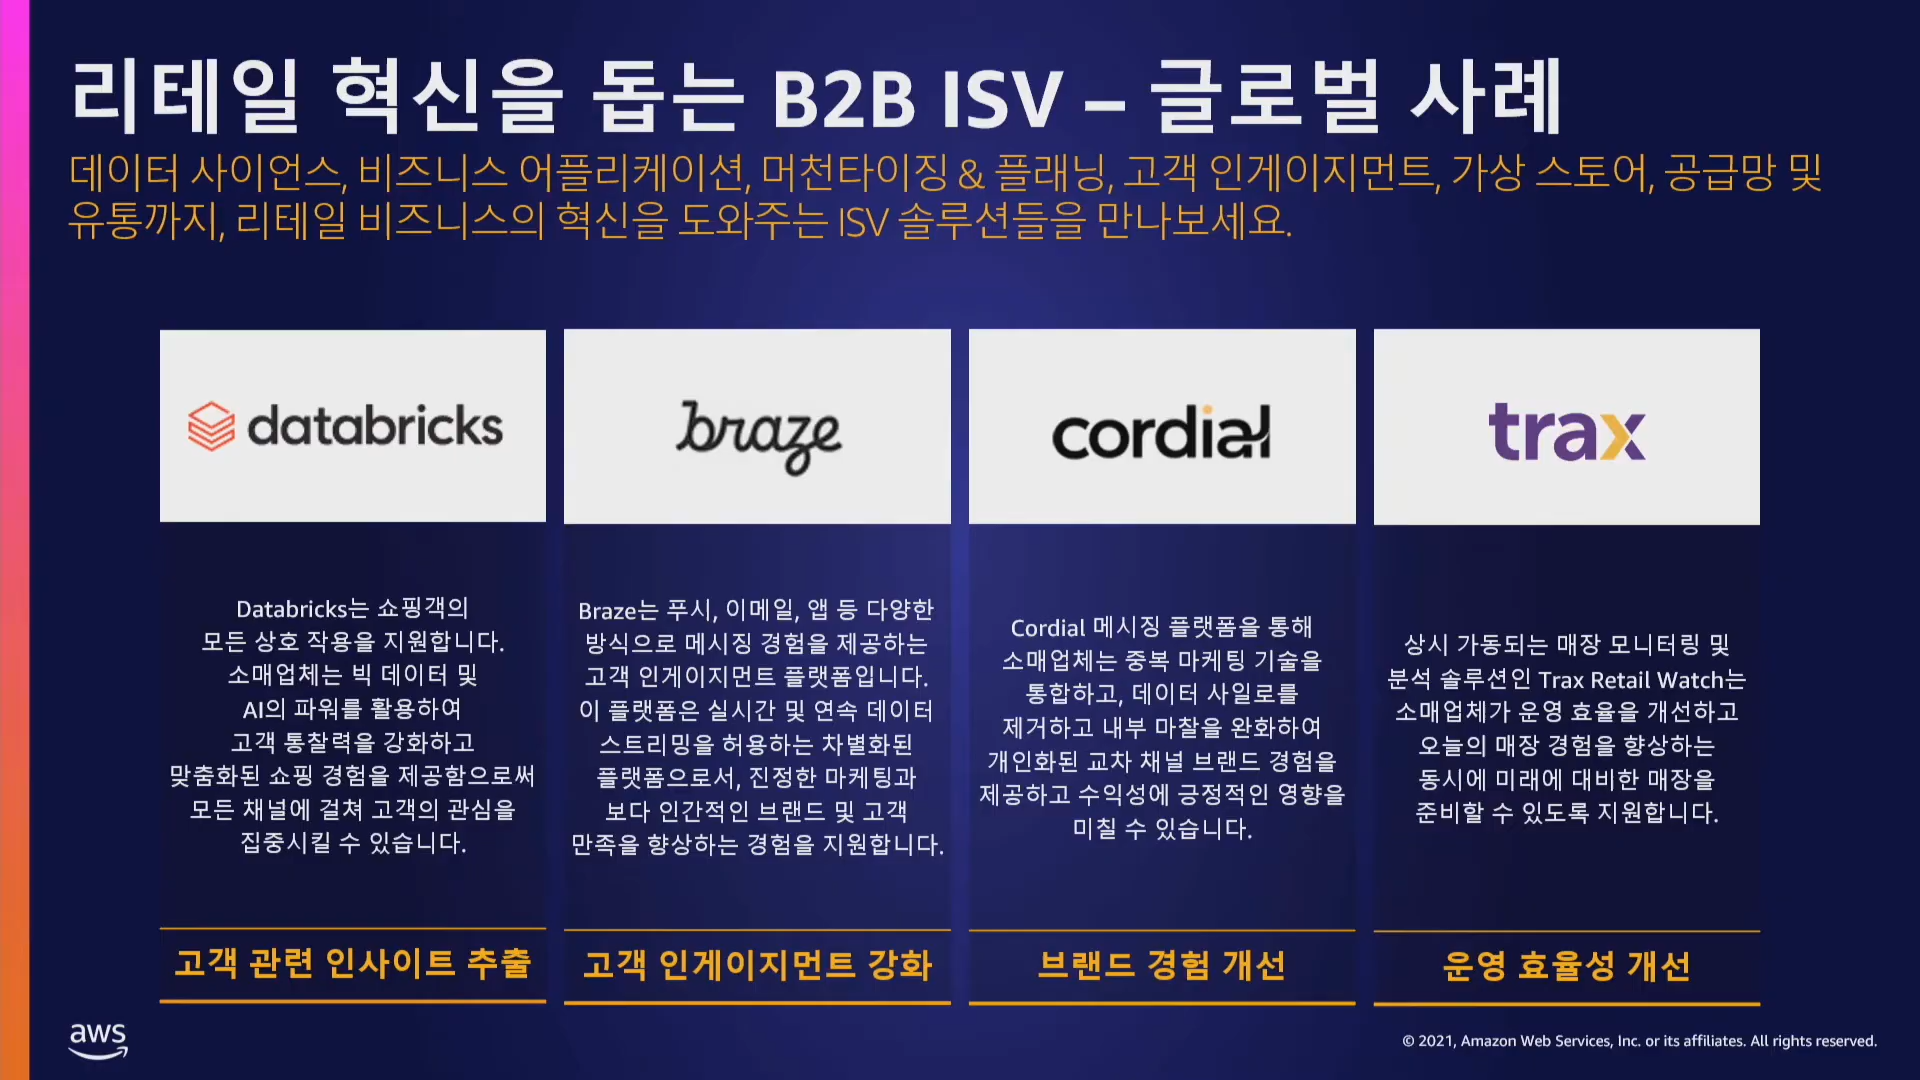 리테일 혁신을 돕는 B2B ISV – 글로벌 사례
데이터 사이언스, 비즈니스 어플리케이션, 머천타이징 & 플래닝, 고객 인게이지먼트, 가상 스토어, 공급망 및
유통까지, 리테일 비즈니스의 혁신을 도와주는 ISV 솔루션들을 만나보세요.
databricks
Databricks는 쇼핑객의
모든 상호 작용을 지원합니다.
소매업체는 빅 데이터 및
AI의 파워를 활용하여
고객 통찰력을 강화하고
맞춤화된 쇼핑 경험을 제공함으로써
모든 채널에 걸쳐 고객의 관심을
집중시킬 수 있습니다.
고객 관련 인사이트 추출
braze
Braze는 푸시, 이메일, 앱 등 다양한
방식으로 메시징 경험을 제공하는
고객 인게이지먼트 플랫폼입니다.
이 플랫폼은 실시간 및 연속 데이터
스트리밍을 허용하는 차별화된
플랫폼으로서, 진정한 마케팅과
보다 인간적인 브랜드 및 고객
만족을 향상하는 경험을 지원합니다.
고객 인게이지먼트 강화
cordial
Cordial 메시징 플랫폼을 통해
소매업체는 중복 마케팅 기술을
통합하고, 데이터 사일로를
제거하고 내부 마찰을 완화하여
개인화된 교차 채널 브랜드 경험을
제공하고 수익성에 긍정적인 영향을
미칠 수 있습니다.
브랜드 경험 개선
trax
상시 가동되는 매장 모니터링 및
분석 솔루션인 Trax Retail Watch는
소매업체가 운영 효율을 개선하고
오늘의 매장 경험을 향상하는
동시에 미래에 대비한 매장을
준비할 수 있도록 지원합니다.
운영 효율성 개선
aws
© 2021, Amazon Web Services, Inc. or its affiliates. All rights reserved.